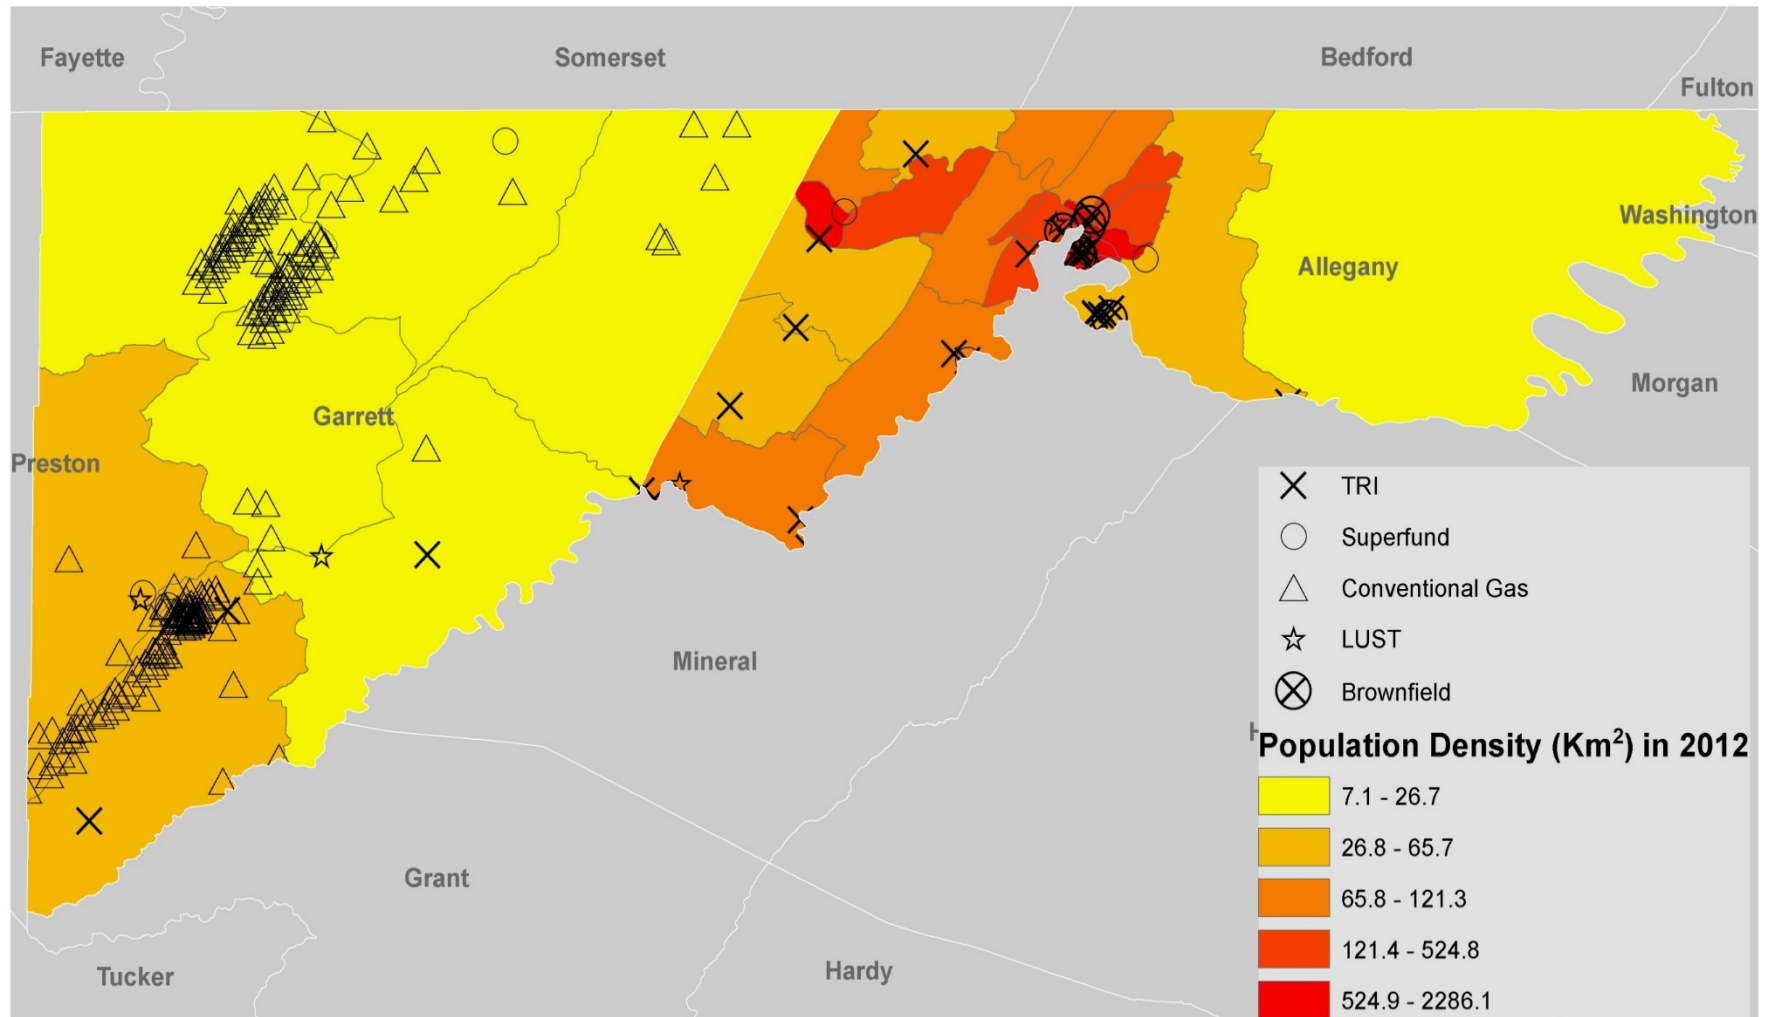 Fayette
Somerset
Bedford
Fulton
Washington
Allegany
Morgan
Garrett
Preston
TRI
Superfund
Conventional Gas
LUST
Mineral
Brownfield
H
Population Density (Km²) in 2012
7.1 - 26.7
26.8 - 65.7
Grant
65.8 - 121.3
121.4 - 524.8
Hardy
Tucker
524.9 - 2286.1